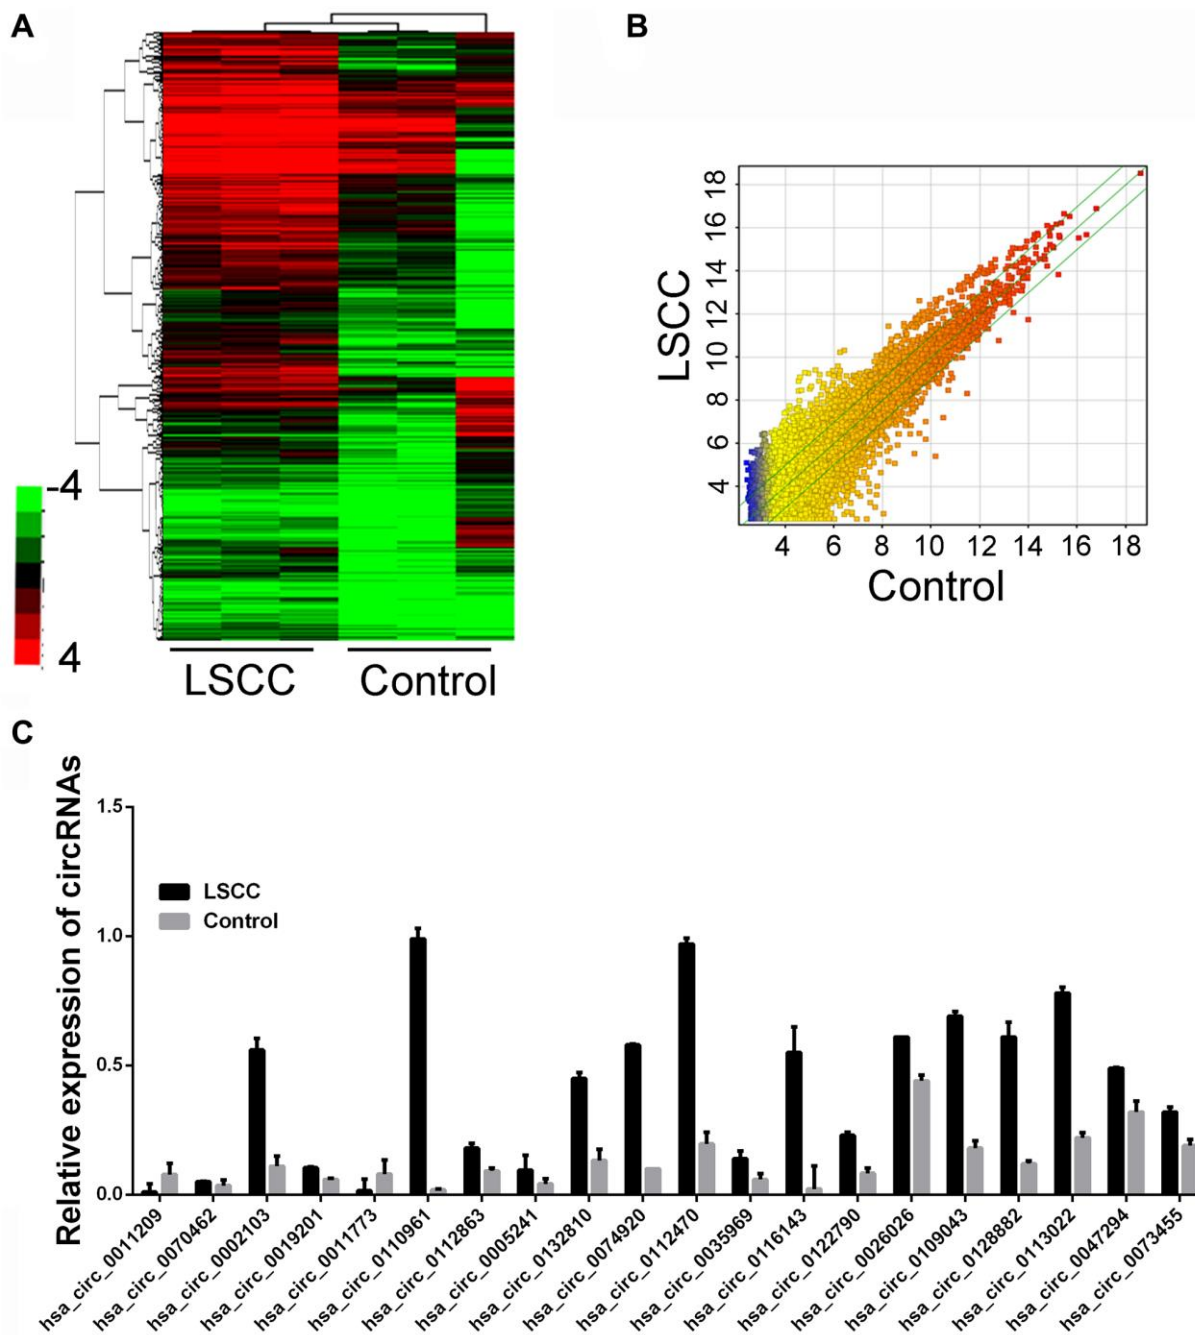 A
B
-4
4
LSCC
Control
18
16
14
12
10
8
6
4
LSCC
4 6 8 10 12 14 16 18
Control
C
Relative expression of circRNAs
1.5
1.0
0.5
0.0
LSCC
Control
hsa_circ_0011209
hsa_circ_0070462
hsa_circ_0002103
hsa_circ_0019201
hsa_circ_0011773
hsa_circ_0110961
hsa_circ_0112863
hsa_circ_0005241
hsa_circ_0132810
hsa_circ_0074920
hsa_circ_0112470
hsa_circ_0035969
hsa_circ_0116143
hsa_circ_0122790
hsa_circ_0026026
hsa_circ_0109043
hsa_circ_0128882
hsa_circ_0113022
hsa_circ_0047294
hsa_circ_0073455